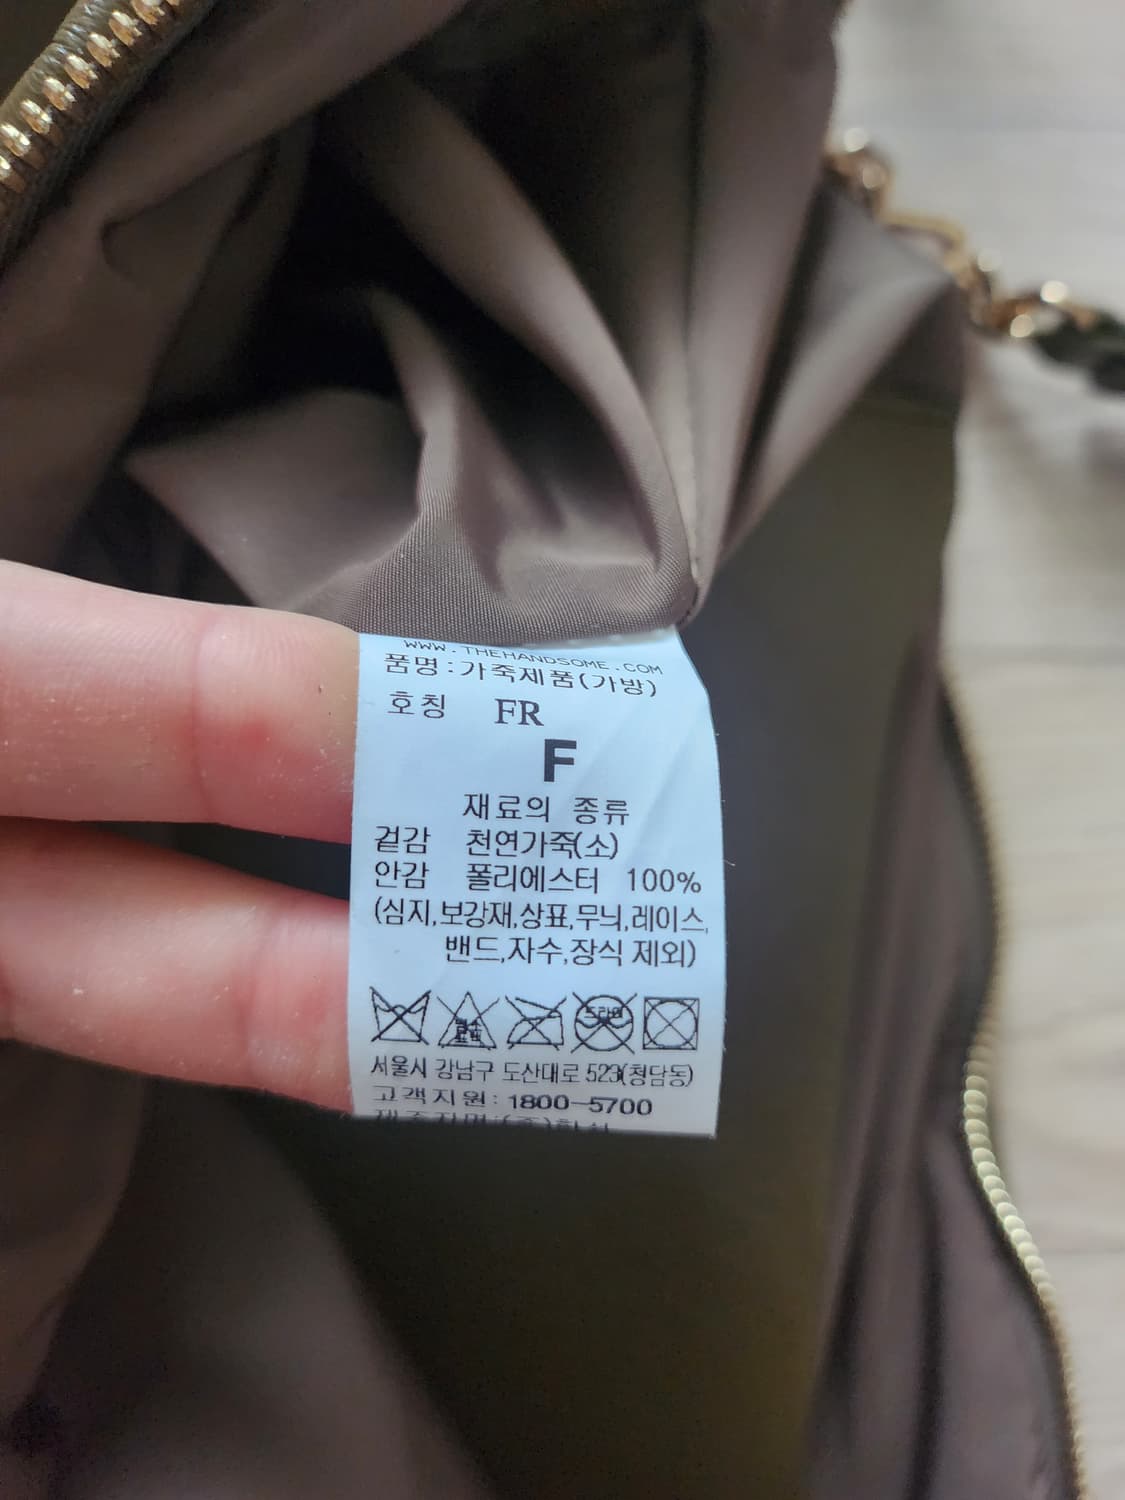 WWW.THEHANDSOME.COM
품명:가죽제품(가방)
호칭 FR
F
재료의 종류
겉감 천연가죽(소)
안감 폴리에스터 100%
(심지,보강재,상표,무늬,레이스,
밴드,자수,장식 제외)
드라이
서울시 강남구 도산대로 523(청담동)
고객지원: 1800-5700